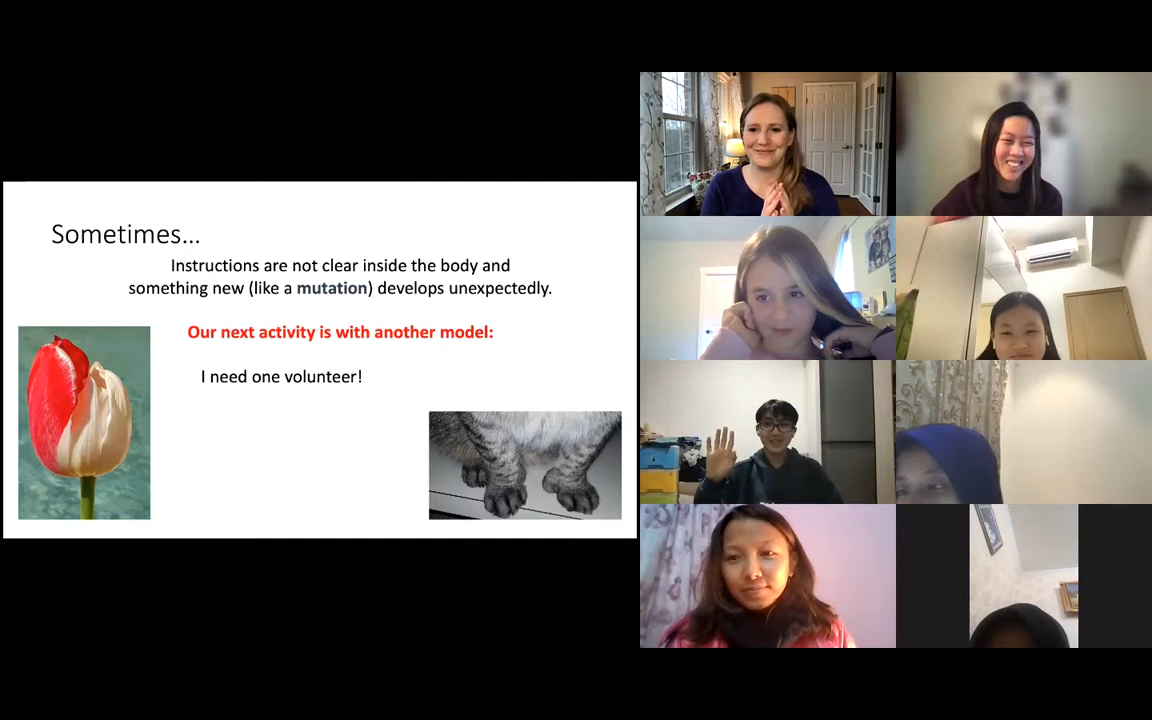 Sometimes...
Instructions are not clear inside the body and
something new (like a mutation) develops unexpectedly.
Our next activity is with another model:
I need one volunteer!